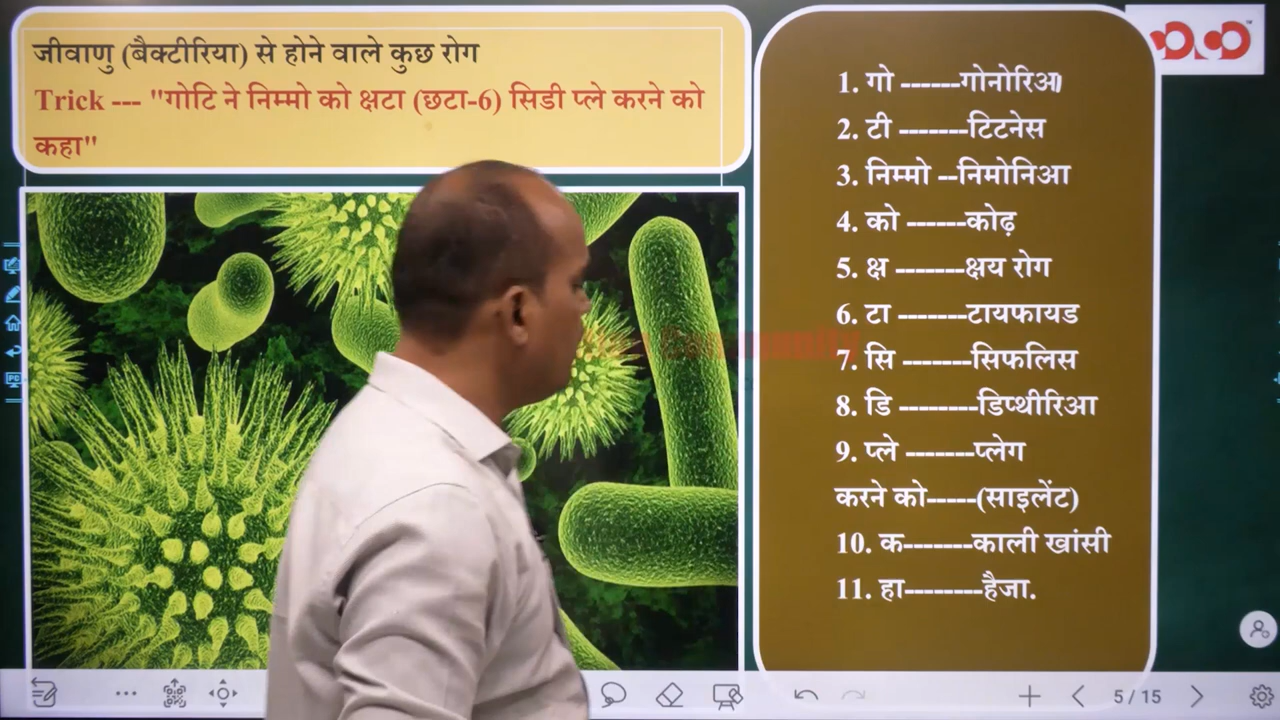 जीवाणु (बैक्टीरिया) से होने वाले कुछ रोग
Trick --- "गोटि ने निम्मो को क्षटा (छटा-6) सिडी प्ले करने को
कहा"
1. गो ------गोनोरिआ
2. टी -------टिटनेस
3. निम्मो --निमोनिआ
4. को ------कोढ़
5. क्ष -------क्षय रोग
6. टा -------टायफायड
7. सि -------सिफलिस
8. डि --------डिप्थीरिआ
9. प्ले -------प्लेग
करने को-----(साइलेंट)
10. क-------काली खांसी
11. हा--------हैजा.
5 / 15